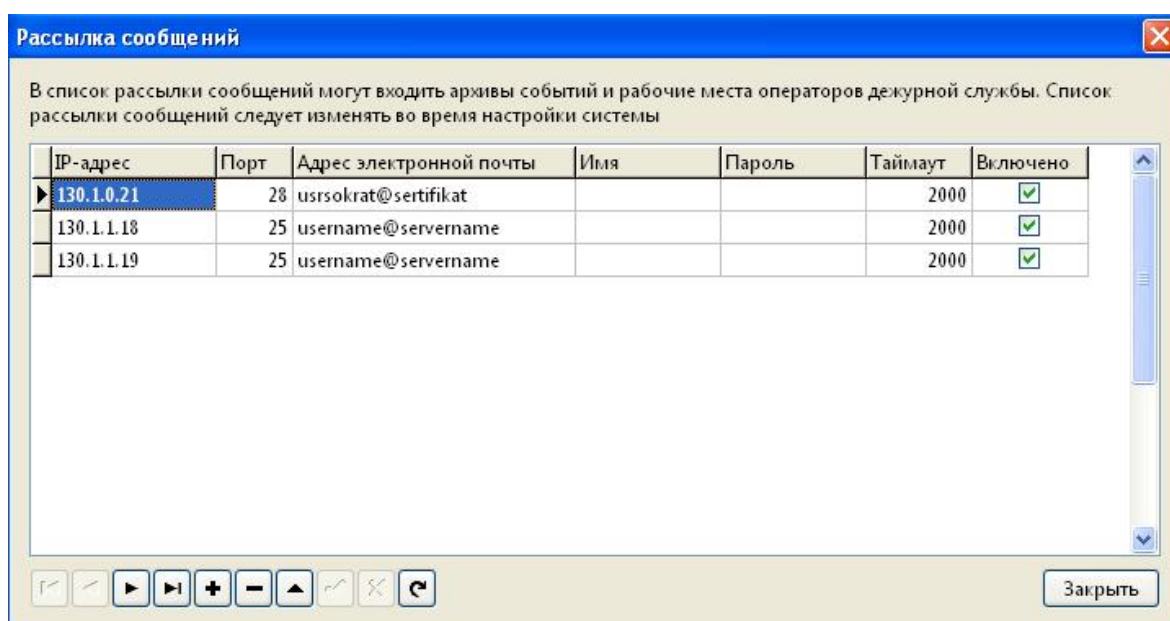 Рассылка сообщений
В список рассылки сообщений могут входить архивы событий и рабочие места операторов дежурной службы. Список
рассылки сообщений следует изменять во время настройки системы
IP-адрес Порт Адрес электронной почты Имя Пароль Таймаут Включено
130.1.0.21 28 usrsokrat@sertifikat 2000
130.1.1.18 25 username@servername 2000
130.1.1.19 25 username@servername 2000
Закрыть